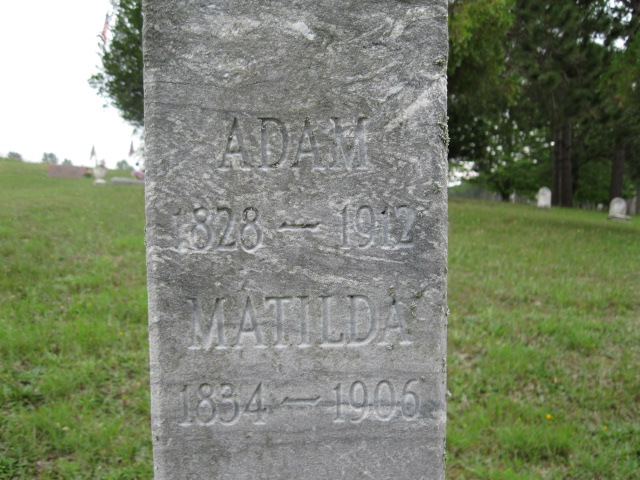 ADAM
1828 — 1912
MATILDA
1834 — 1906